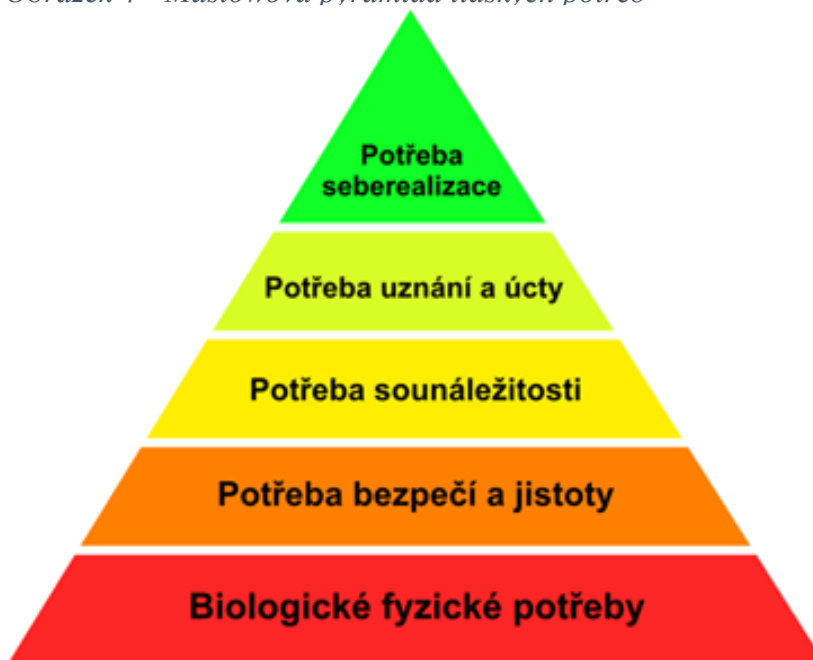 Potřeba
seberealizace
Potřeba uznání a úcty
Potřeba sounáležitosti
Potřeba bezpečí a jistoty
Biologické fyzické potřeby